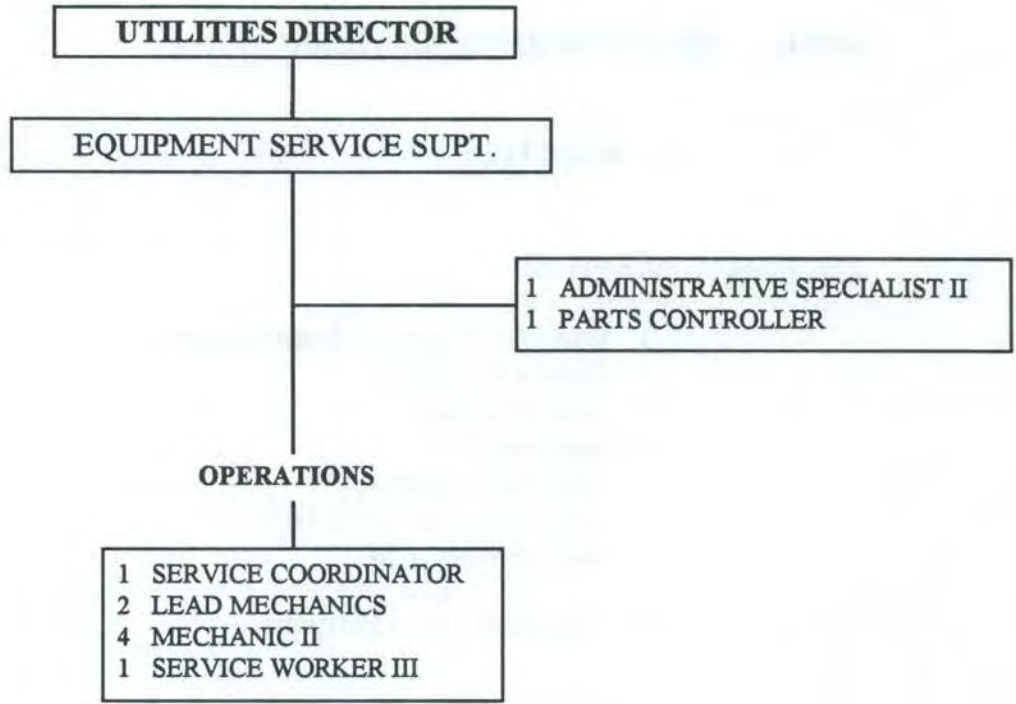 UTILITIES DIRECTOR
EQUIPMENT SERVICE SUPT.
1 ADMINISTRATIVE SPECIALIST II
1 PARTS CONTROLLER
OPERATIONS
1 SERVICE COORDINATOR
2 LEAD MECHANICS
4 MECHANIC II
1 SERVICE WORKER III